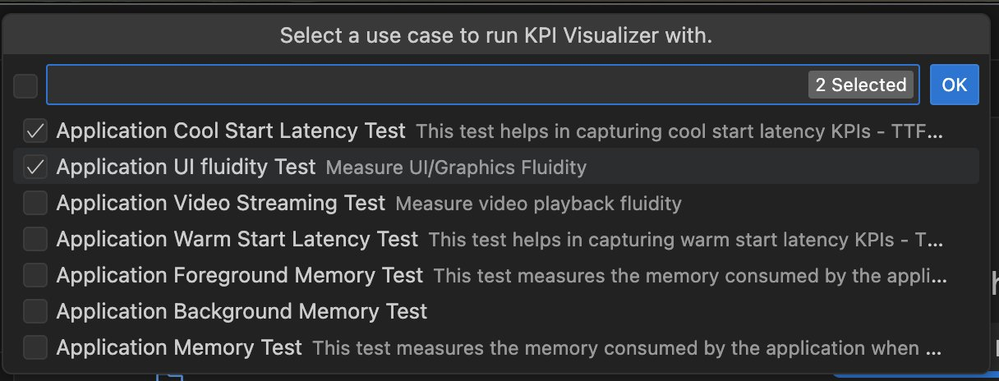 Select a use case to run KPI Visualizer with.
2 Selected OK
Application Cool Start Latency Test This test helps in capturing cool start latency KPIs - TTF...
Application UI fluidity Test Measure UI/Graphics Fluidity
Application Video Streaming Test Measure video playback fluidity
Application Warm Start Latency Test This test helps in capturing warm start latency KPIs - T...
Application Foreground Memory Test This test measures the memory consumed by the appli...
Application Background Memory Test
Application Memory Test This test measures the memory consumed by the application when ...